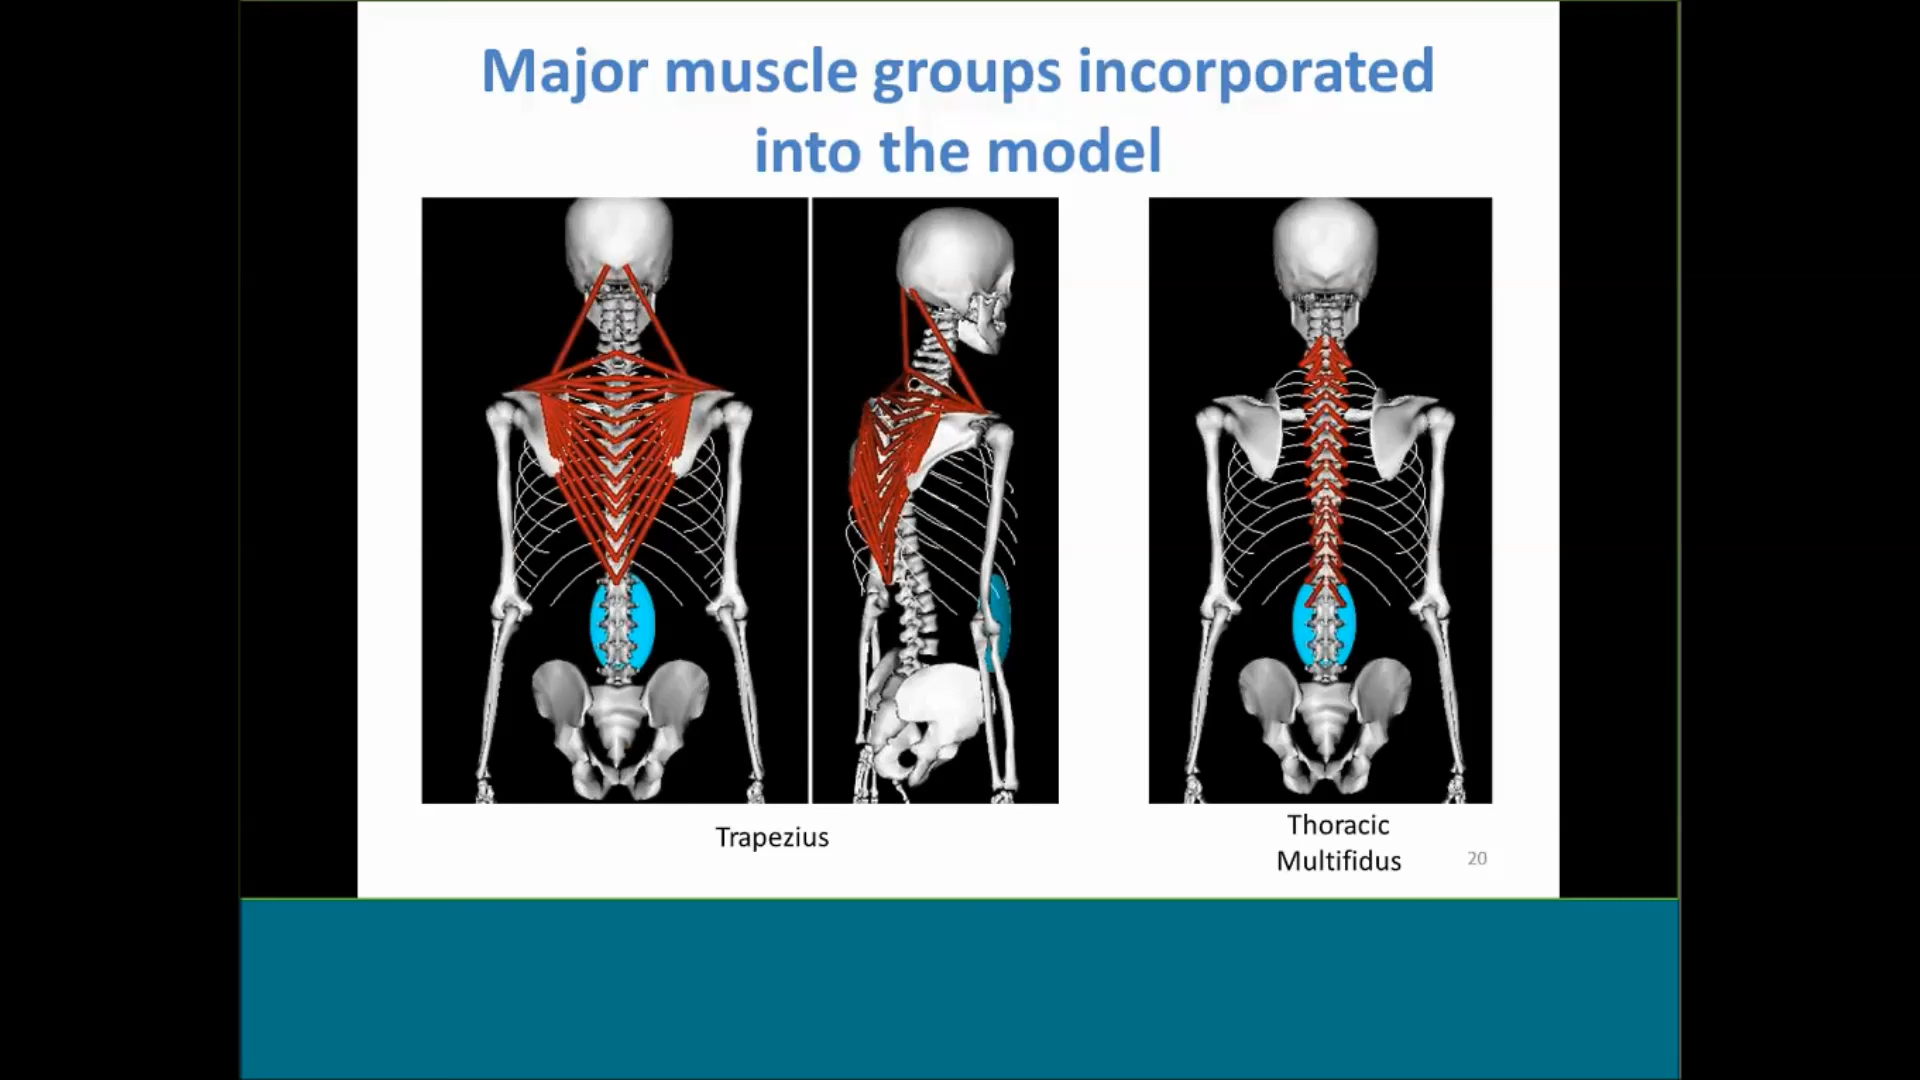 Major muscle groups incorporated
into the model
Trapezius
Thoracic
Multifidus
20